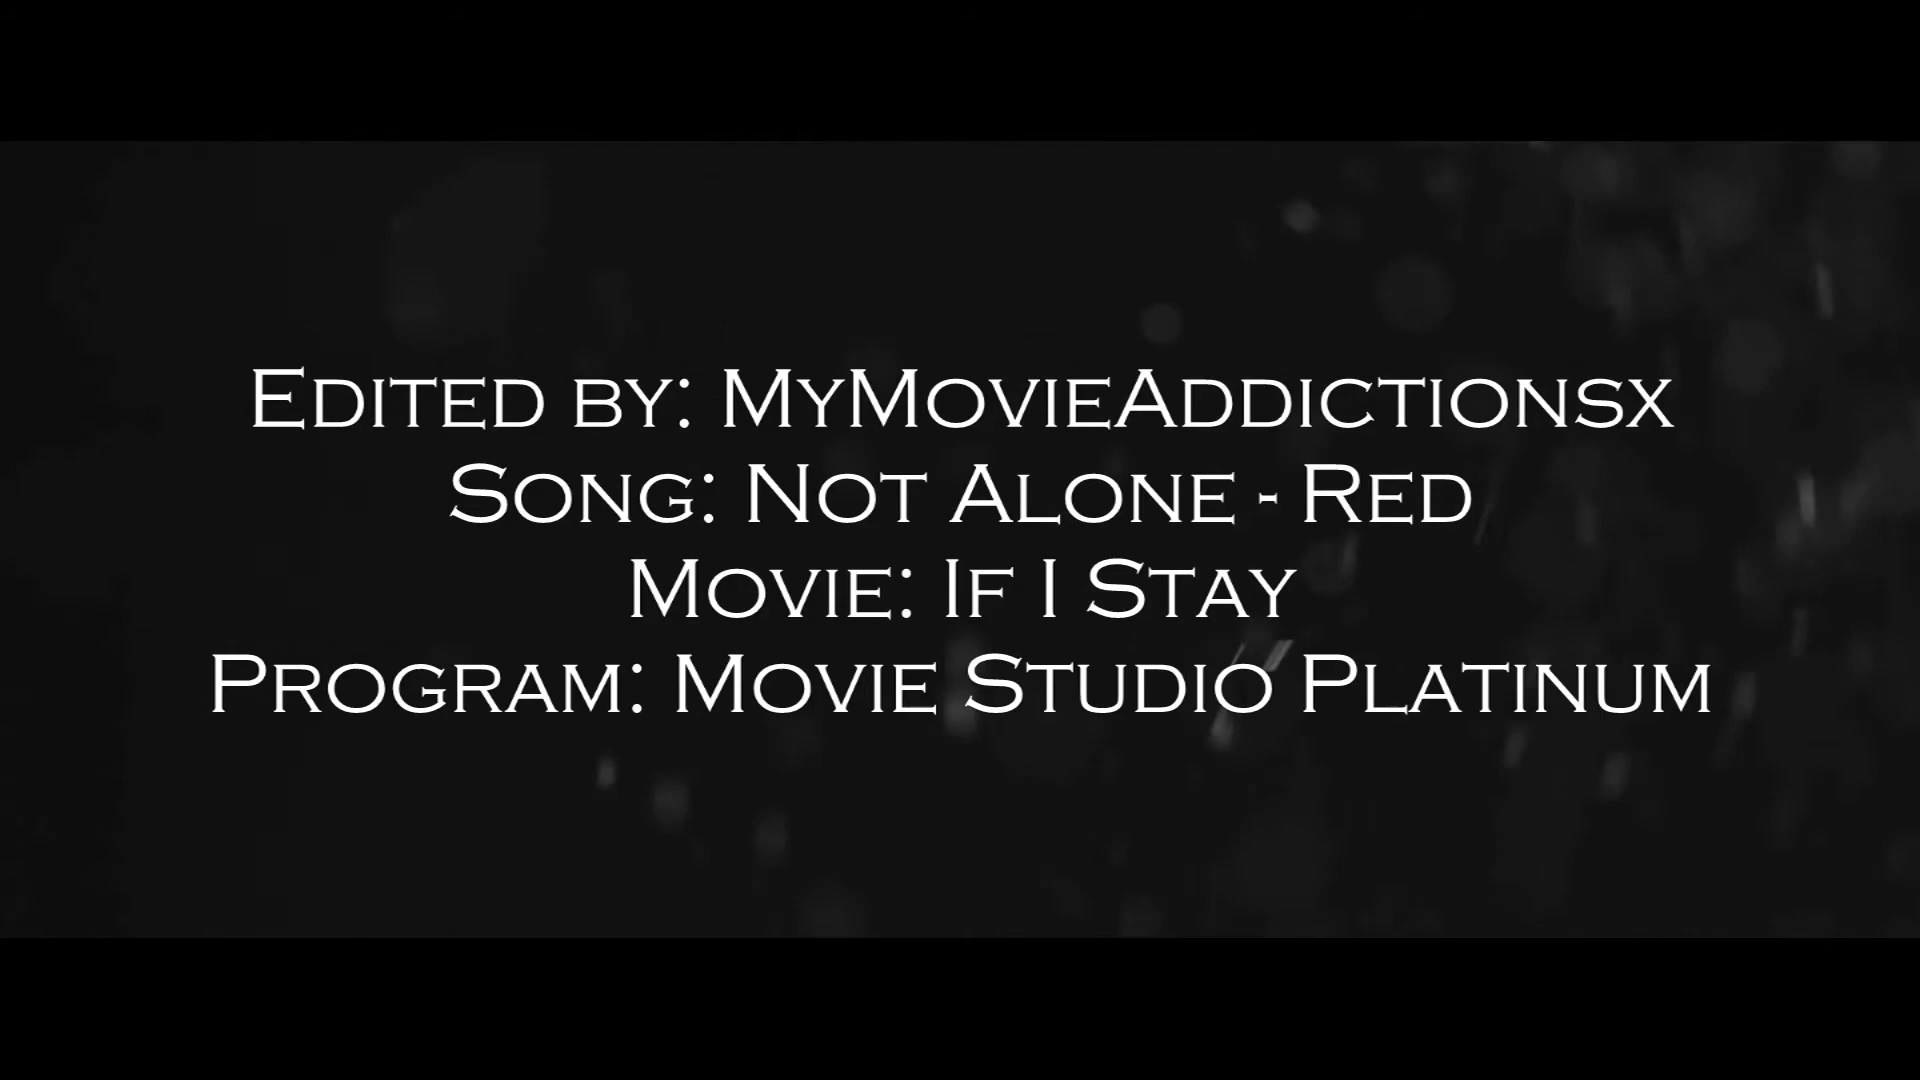 Edited by: MyMovieAddictionsx
Song: Not Alone - Red
Movie: If I Stay
Program: Movie Studio Platinum